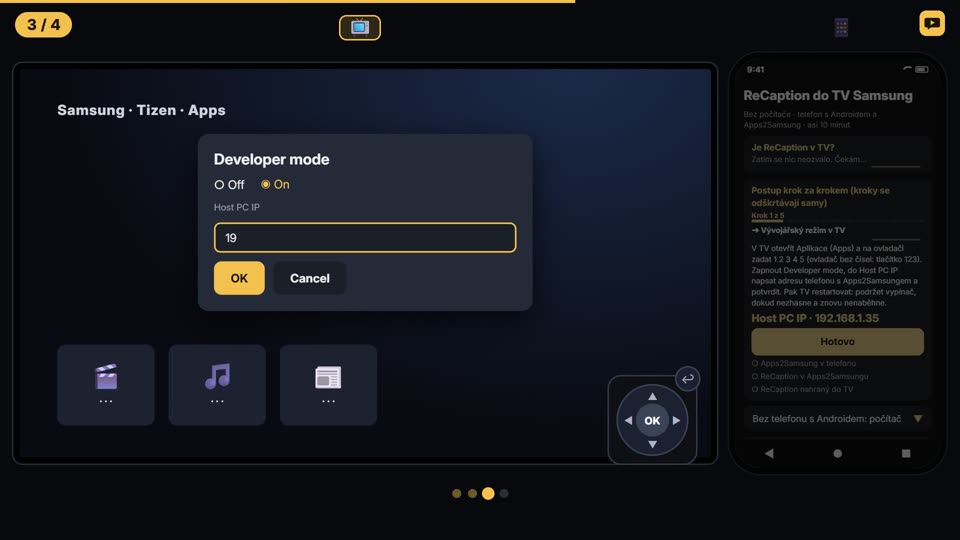 3 / 4
Samsung · Tizen · Apps
Developer mode
Off
On
Host PC IP
19
OK
Cancel
...
...
...
OK
9:41
ReCaption do TV Samsung
Bez počítače · telefon s Androidem a
Apps2Samsung · asi 10 minut
Je ReCaption v TV?
Zatím se nic neozvalo. Čekám…
Postup krok za krokem (kroky se
odškrtávají samy)
Krok 1 z 5
→ Vývojářský režim v TV
V TV otevřít Aplikace (Apps) a na ovladači
zadat 1 2 3 4 5 (ovladač bez čísel: tlačítko 123).
Zapnout Developer mode, do Host PC IP
napsat adresu telefonu s Apps2Samsungem a
potvrdit. Pak TV restartovat: podržet vypínač,
dokud nezhasne a znovu nenaběhne.
Host PC IP · 192.168.1.35
Hotovo
Apps2Samsung v telefonu
ReCaption v Apps2Samsungu
ReCaption nahraný do TV
Bez telefonu s Androidem: počítač